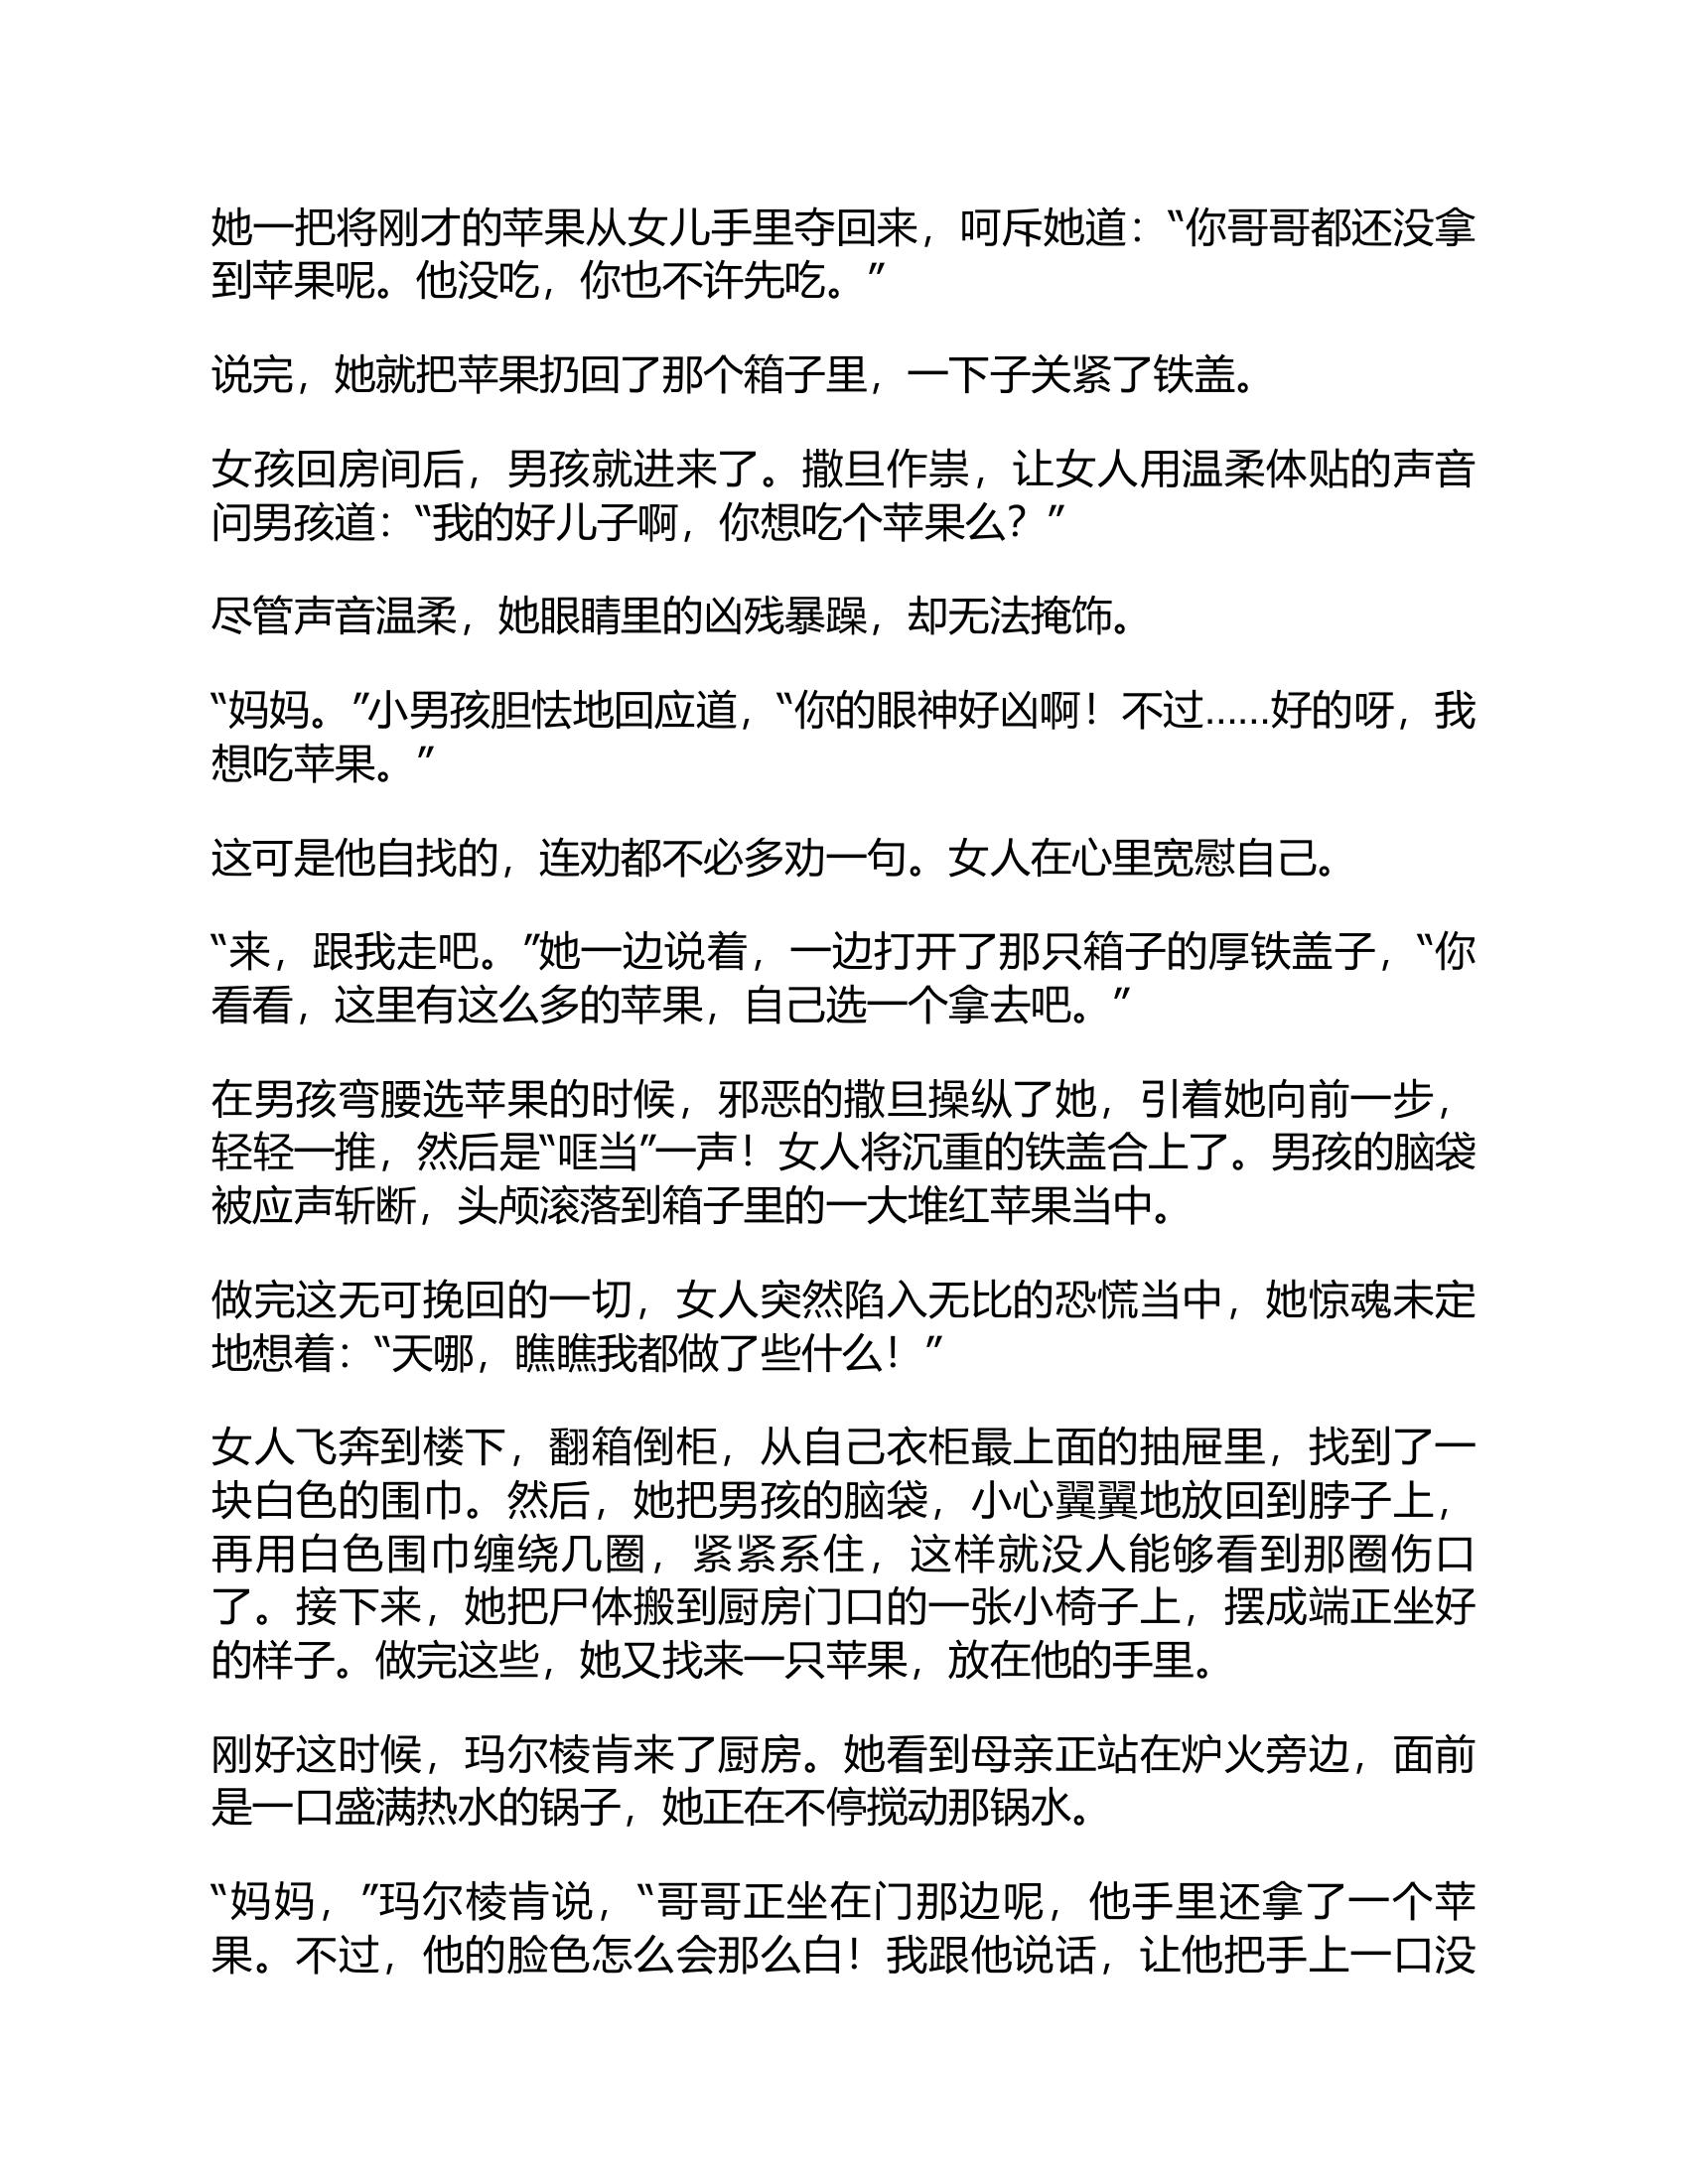 她一把将刚才的苹果从女儿手里夺回来，呵斥她道：“你哥哥都还没拿
到苹果呢。他没吃，你也不许先吃。”
说完，她就把苹果扔回了那个箱子里，一下子关紧了铁盖。
女孩回房间后，男孩就进来了。撒旦作祟，让女人用温柔体贴的声音
问男孩道：“我的好儿子啊，你想吃个苹果么？”
尽管声音温柔，她眼睛里的凶残暴躁，却无法掩饰。
“妈妈。”小男孩胆怯地回应道，“你的眼神好凶啊！不过……好的呀，我
想吃苹果。”
这可是他自找的，连劝都不必多劝一句。女人在心里宽慰自己。
“来，跟我走吧。”她一边说着，一边打开了那只箱子的厚铁盖子，“你
看看，这里有这么多的苹果，自己选一个拿去吧。”
在男孩弯腰选苹果的时候，邪恶的撒旦操纵了她，引着她向前一步，
轻轻一推，然后是“哐当”一声！女人将沉重的铁盖合上了。男孩的脑袋
被应声斩断，头颅滚落到箱子里的一大堆红苹果当中。
做完这无可挽回的一切，女人突然陷入无比的恐慌当中，她惊魂未定
地想着：“天哪，瞧瞧我都做了些什么！”
女人飞奔到楼下，翻箱倒柜，从自己衣柜最上面的抽屉里，找到了一
块白色的围巾。然后，她把男孩的脑袋，小心翼翼地放回到脖子上，
再用白色围巾缠绕几圈，紧紧系住，这样就没人能够看到那圈伤口
了。接下来，她把尸体搬到厨房门口的一张小椅子上，摆成端正坐好
的样子。做完这些，她又找来一只苹果，放在他的手里。
刚好这时候，玛尔棱肯来了厨房。她看到母亲正站在炉火旁边，面前
是一口盛满热水的锅子，她正在不停搅动那锅水。
“妈妈，”玛尔棱肯说，“哥哥正坐在门那边呢，他手里还拿了一个苹
果。不过，他的脸色怎么会那么白！我跟他说话，让他把手上一口没